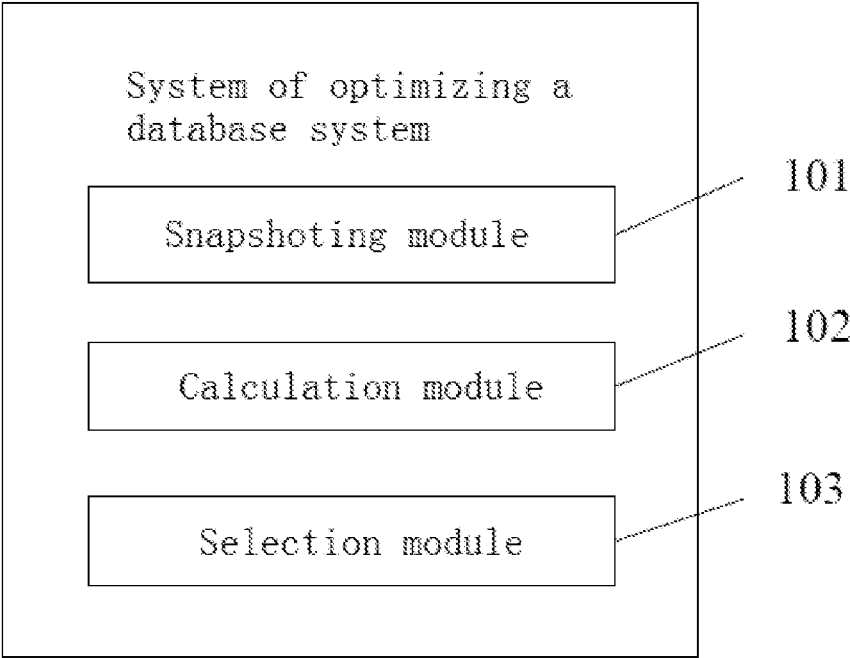 System of optimizing a
database system
101
Snapshoting module
102
Calculation module
103
Selection module